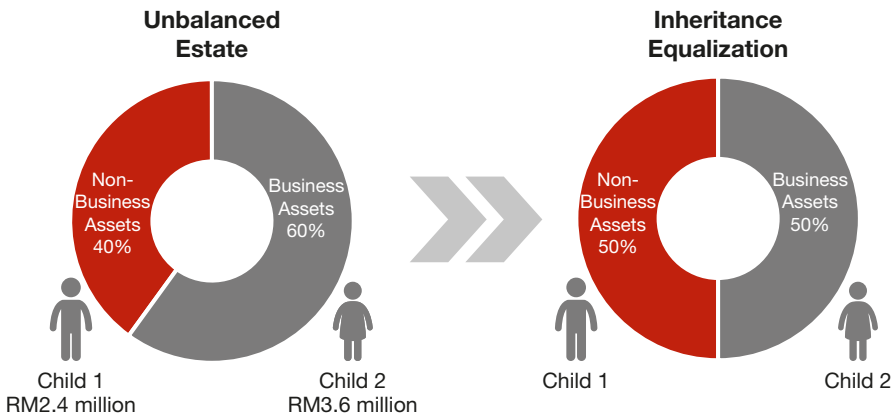 Unbalanced
Estate
Non-
Business
Assets
40%
Business
Assets
60%
Child 1
RM2.4 million
Child 2
RM3.6 million
Inheritance
Equalization
Non-
Business
Assets
50%
Business
Assets
50%
Child 1
Child 2